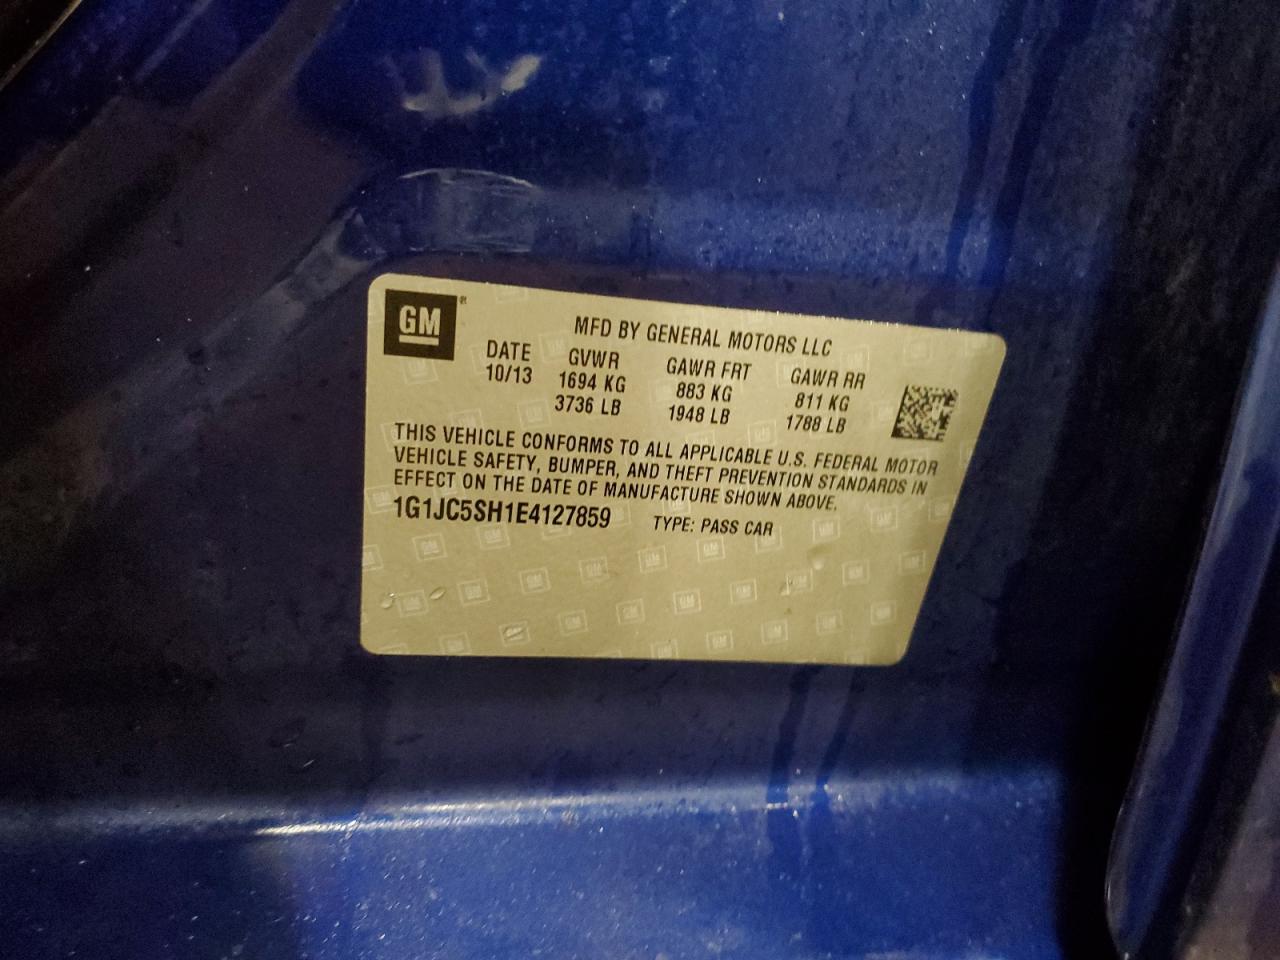 GM®
MFD BY GENERAL MOTORS LLC
DATE GVWR GAWR FRT GAWR RR
10/13 1694 KG 883 KG 811 KG
3736 LB 1948 LB 1788 LB
THIS VEHICLE CONFORMS TO ALL APPLICABLE U.S. FEDERAL MOTOR
VEHICLE SAFETY, BUMPER, AND THEFT PREVENTION STANDARDS IN
EFFECT ON THE DATE OF MANUFACTURE SHOWN ABOVE.
1G1JC5SH1E4127859 TYPE: PASS CAR